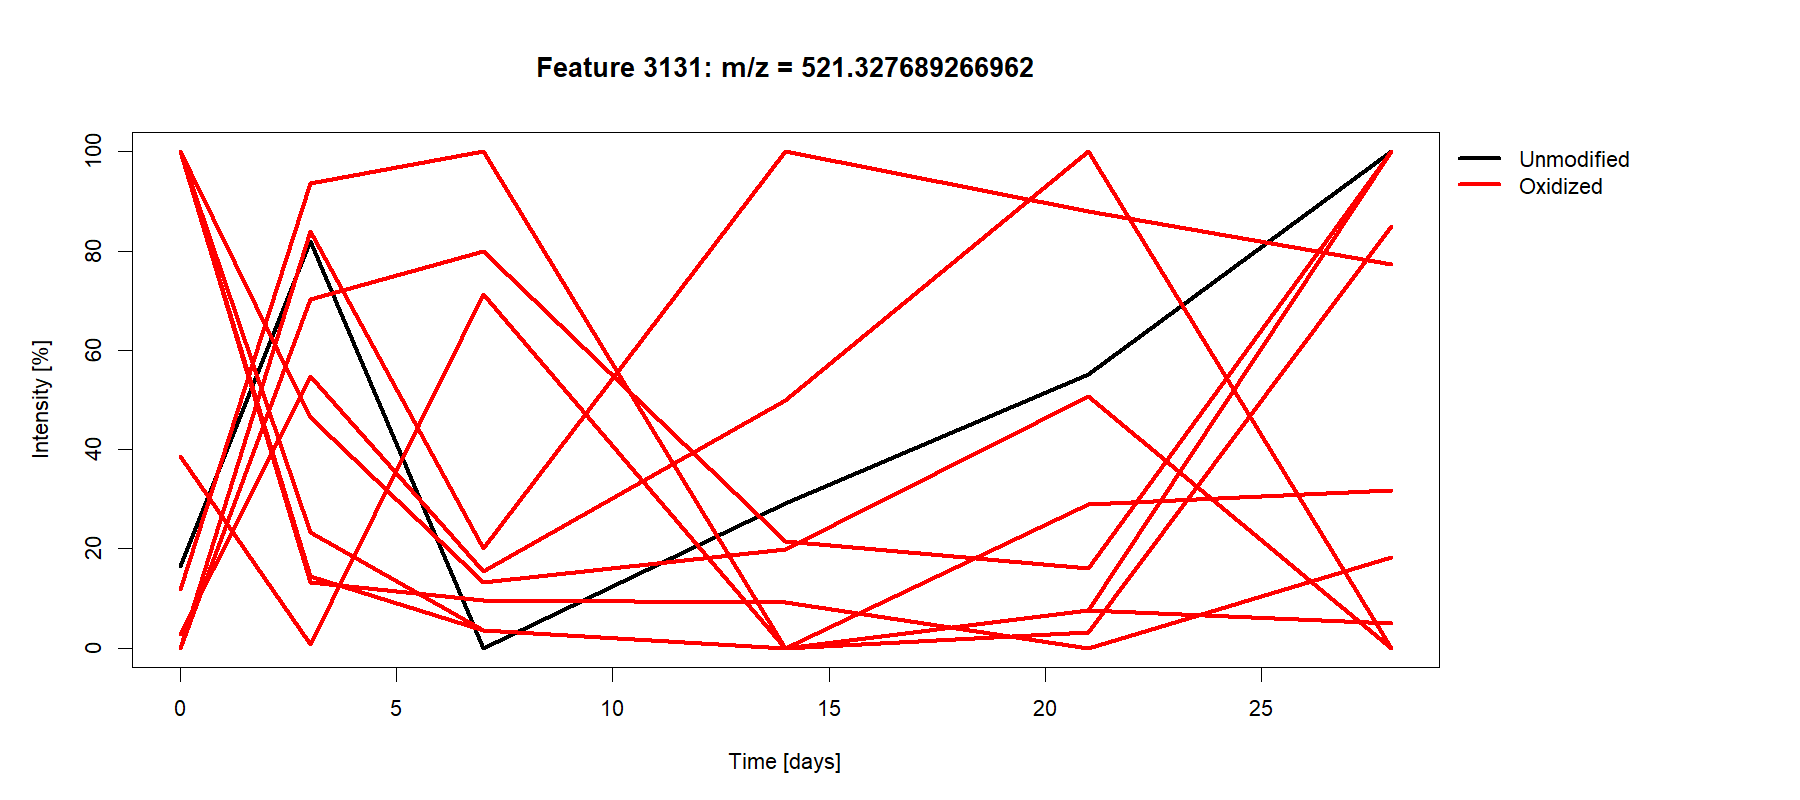 Feature 3131: m/z = 521.327689266962
Unmodified
Oxidized
Intensity [%]
100
80
60
40
20
0
0 5 10 15 20 25
Time [days]